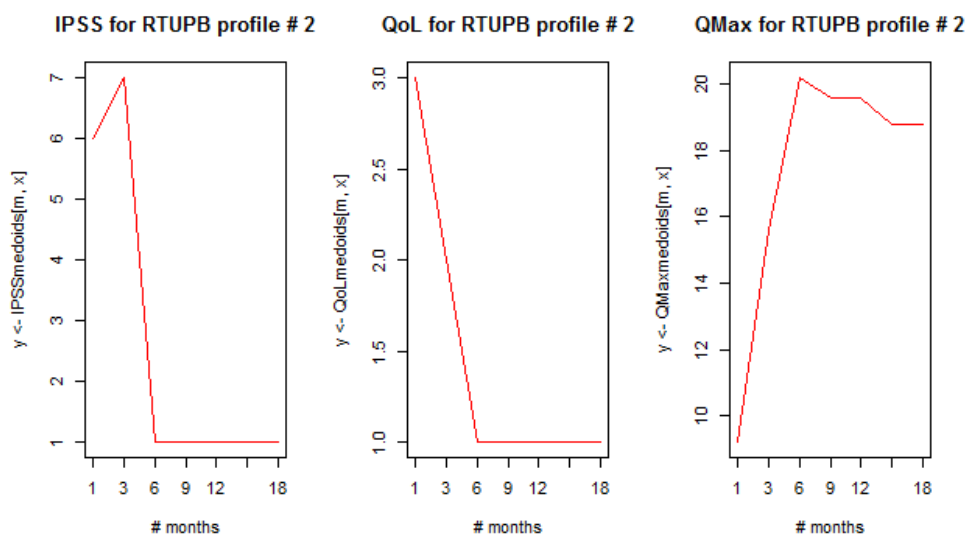 IPSS for RTUPB profile # 2
y <- IPSSmedoids[m, x]
7
6
5
4
3
2
1
1 3 6 9 12 18
# months
QoL for RTUPB profile # 2
y <- QoLmedoids[m, x]
3.0
2.5
2.0
1.5
1.0
1 3 6 9 12 18
# months
QMax for RTUPB profile # 2
y <- QMaxmedoids[m, x]
20
18
16
14
12
10
1 3 6 9 12 18
# months